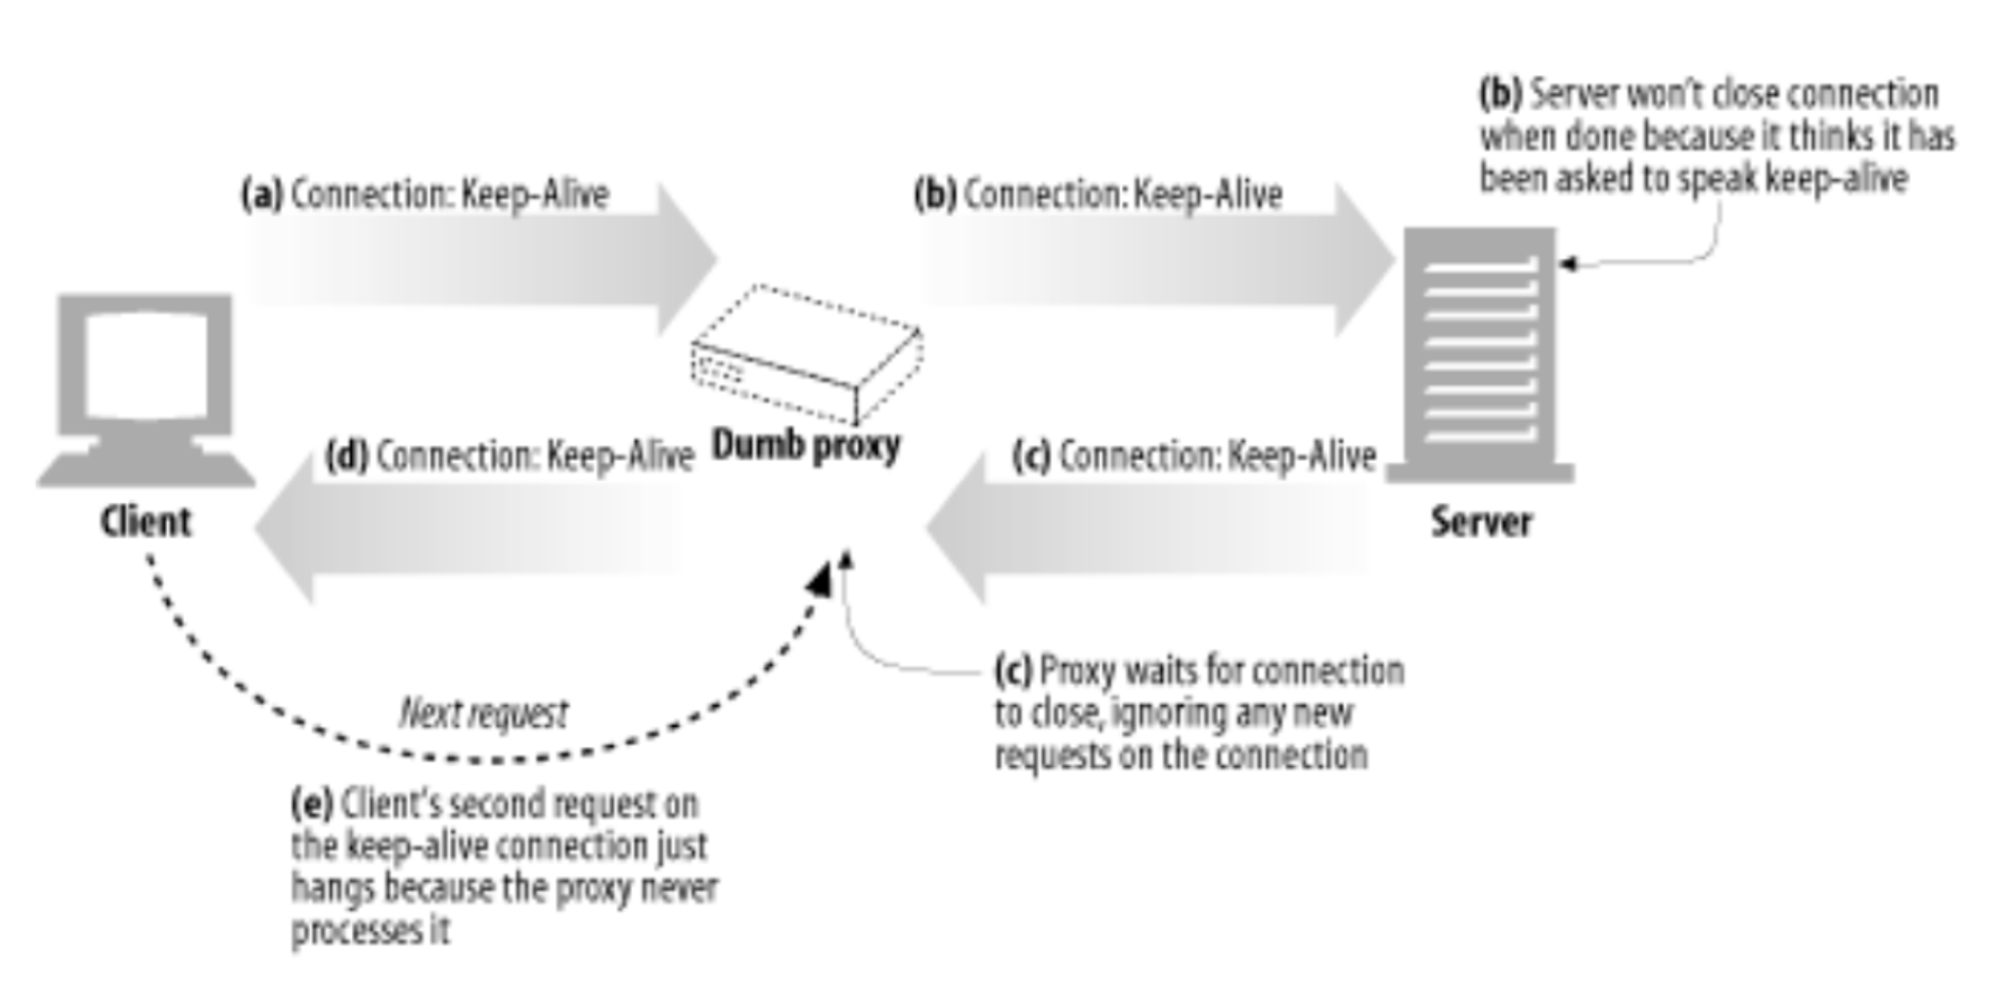 (b) Server won't close connection
when done because it thinks it has
been asked to speak keep-alive
(a) Connection: Keep-Alive
(b) Connection: Keep-Alive
Dumb proxy
(d) Connection: Keep-Alive
(c) Connection: Keep-Alive
Client
Server
(c) Proxy waits for connection
to close, ignoring any new
requests on the connection
Next request
(e) Client's second request on
the keep-alive connection just
hangs because the proxy never
processes it